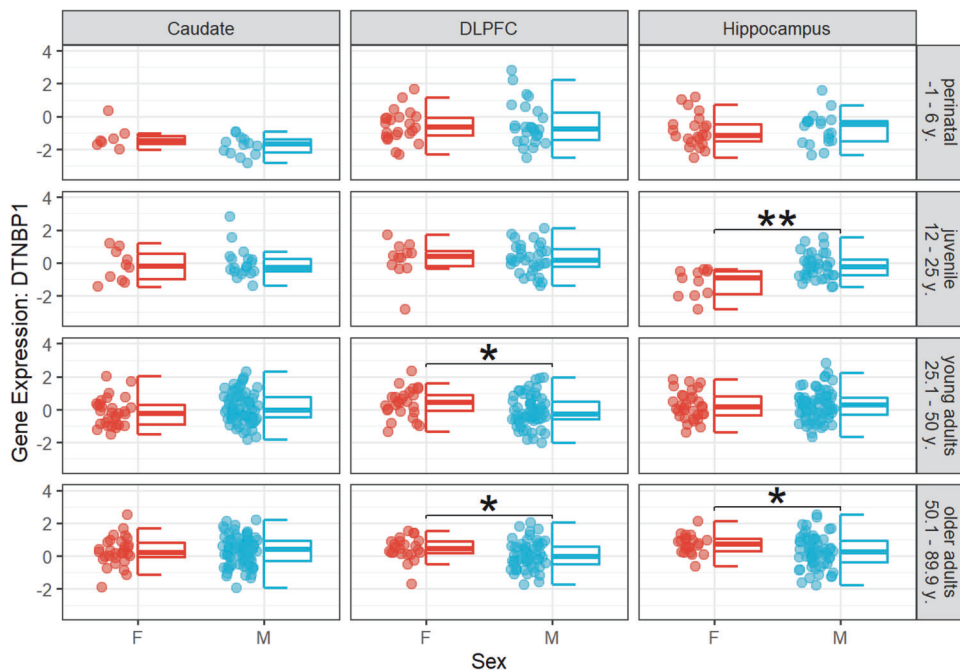 Caudate
DLPFC
Hippocampus
Gene Expression: DTNBP1
4
2
0
-2
perinatal
-1 - 6 y.
4
2
0
-2
**
juvenile
12 - 25 y.
4
2
0
-2
*
young adults
25.1 - 50 y.
4
2
0
-2
*
*
older adults
50.1 - 89.9 y.
F
M
F
M
F
M
Sex